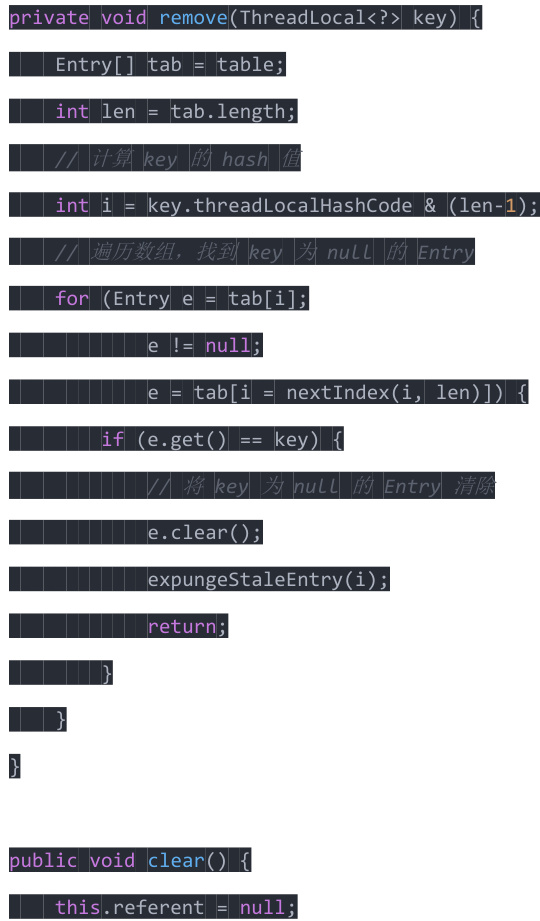 private void remove(ThreadLocal<?> key) {
    Entry[] tab = table;
    int len = tab.length;
    // 计算 key 的 hash 值
    int i = key.threadLocalHashCode & (len-1);
    // 遍历数组，找到 key 为 null 的 Entry
    for (Entry e = tab[i];
            e != null;
            e = tab[i = nextIndex(i, len)]) {
        if (e.get() == key) {
            // 将 key 为 null 的 Entry 清除
            e.clear();
            expungeStaleEntry(i);
            return;
        }
    }
}
public void clear() {
    this.referent = null;